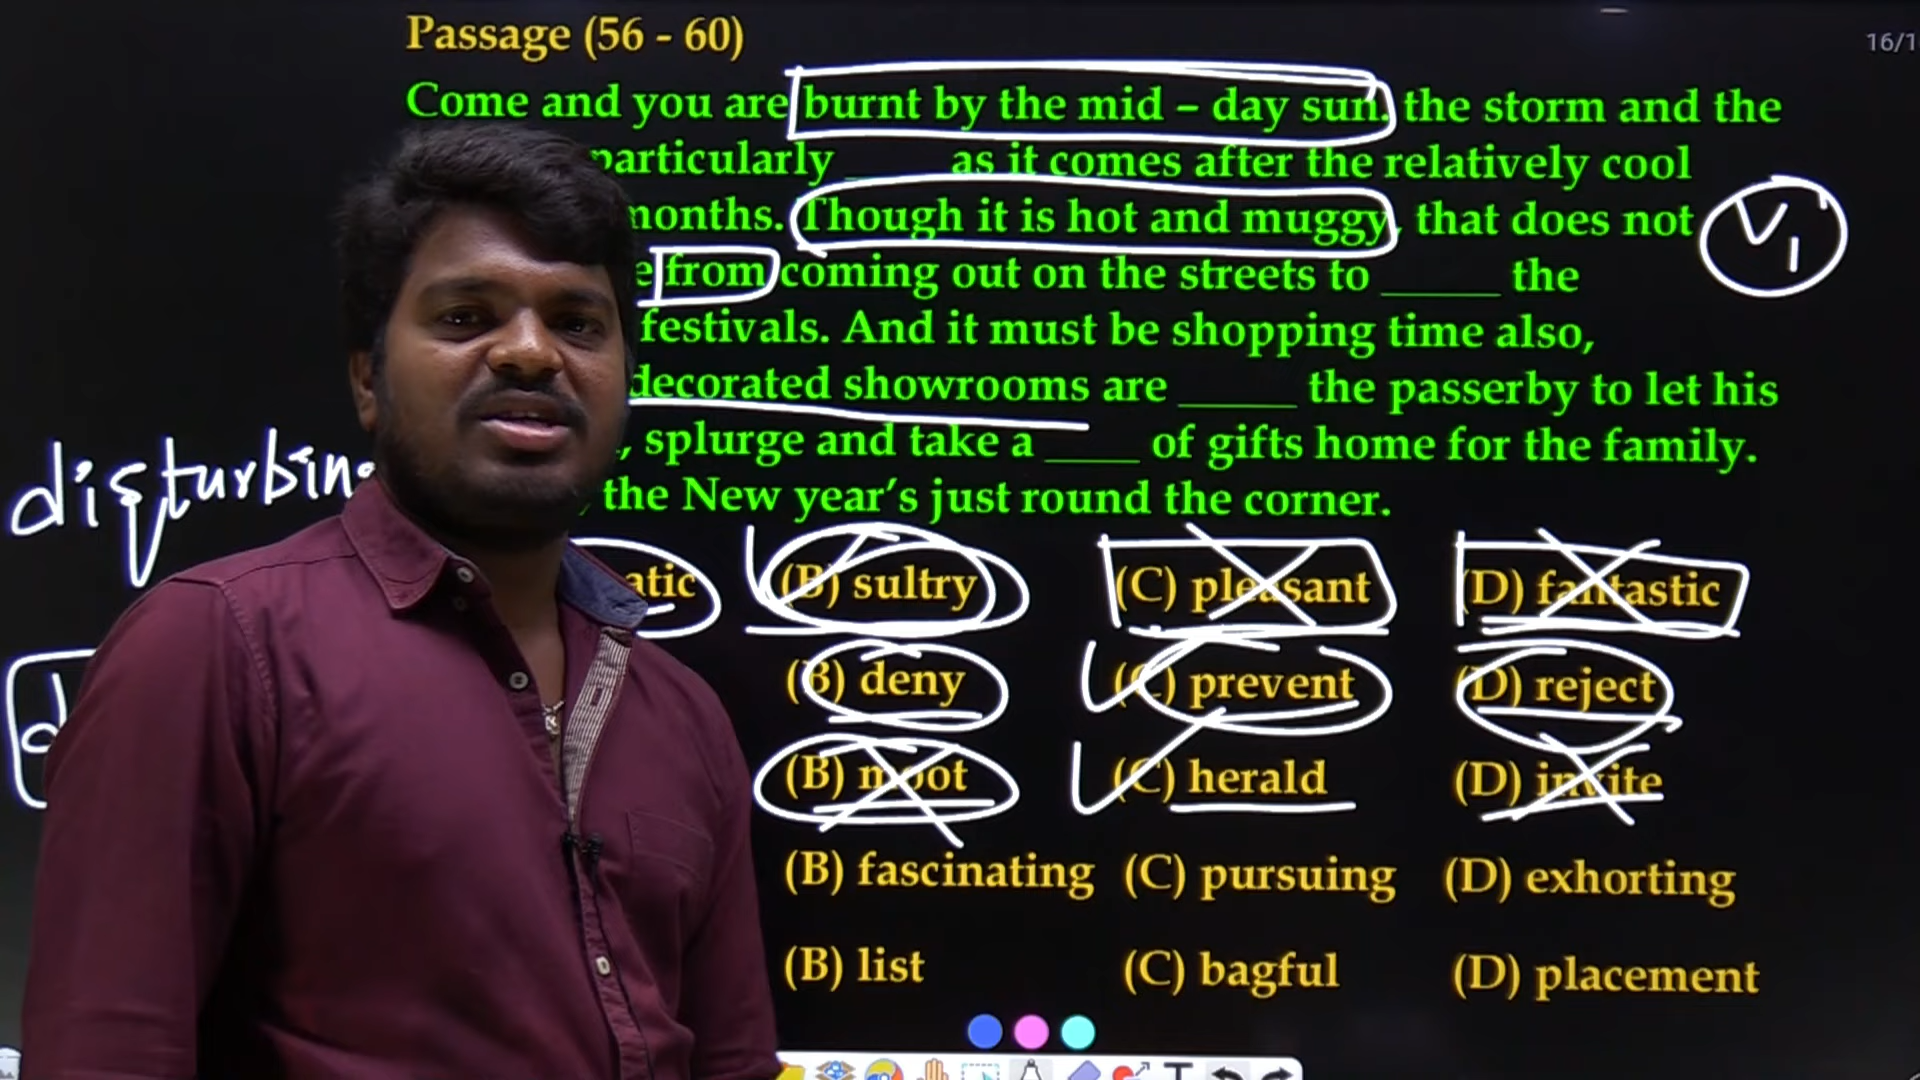 Passage (56 - 60)
16/1
Come and you are burnt by the mid – day sun. the storm and the
particularly ____ as it comes after the relatively cool
months. Though it is hot and muggy, that does not
V1
from coming out on the streets to _____ the
festivals. And it must be shopping time also,
decorated showrooms are _____ the passerby to let his
, splurge and take a ____ of gifts home for the family.
disturbing
, the New year's just round the corner.
atic (B) sultry (C) pleasant (D) fantastic
(B) deny (C) prevent (D) reject
(B) moot (C) herald (D) invite
(B) fascinating (C) pursuing (D) exhorting
(B) list (C) bagful (D) placement